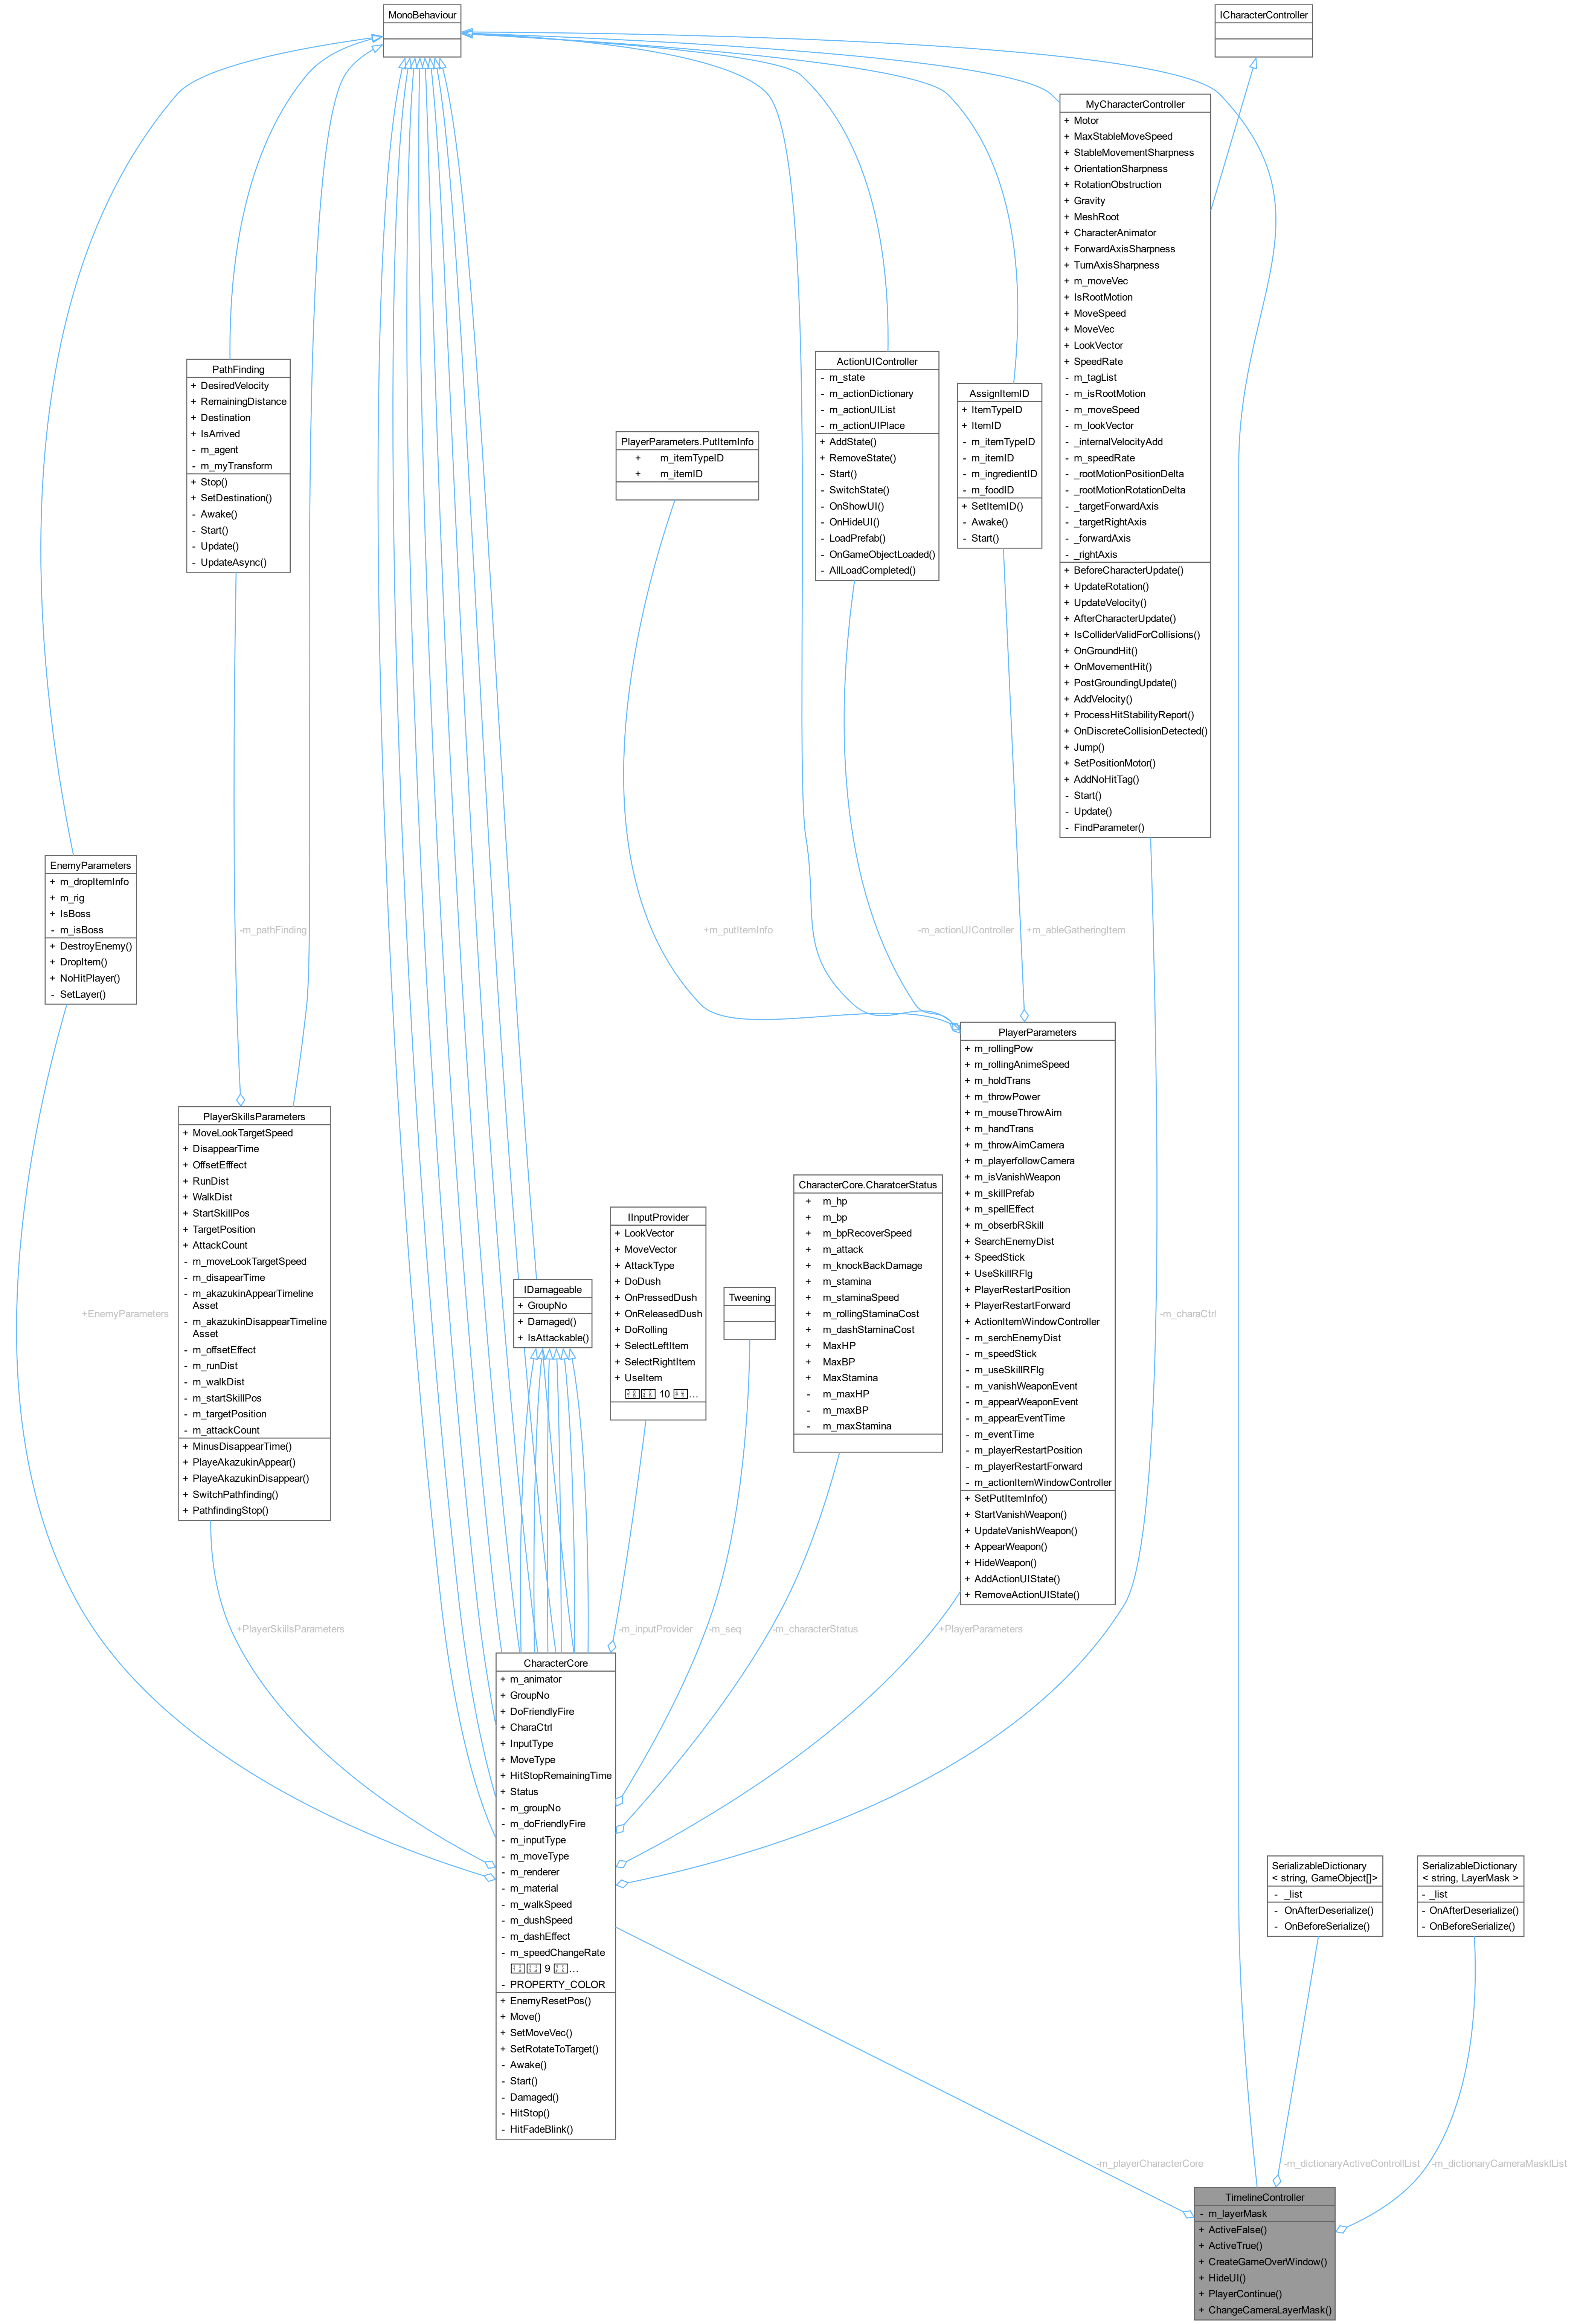 MonoBehaviour
ICharacterController
MyCharacterController
+ Motor
+ MaxStableMoveSpeed
+ StableMovementSharpness
+ OrientationSharpness
+ RotationObstruction
+ Gravity
+ MeshRoot
+ CharacterAnimator
+ ForwardAxisSharpness
+ TurnAxisSharpness
+ m_moveVec
+ IsRootMotion
+ MoveSpeed
+ MoveVec
+ LookVector
+ SpeedRate
- m_tagList
- m_isRootMotion
- m_moveSpeed
- m_lookVector
- _internalVelocityAdd
- m_speedRate
- _rootMotionPositionDelta
- _rootMotionRotationDelta
- _targetForwardAxis
- _targetRightAxis
- _forwardAxis
- _rightAxis
+ BeforeCharacterUpdate()
+ UpdateRotation()
+ UpdateVelocity()
+ AfterCharacterUpdate()
+ IsColliderValidForCollisions()
+ OnGroundHit()
+ OnMovementHit()
+ PostGroundingUpdate()
+ AddVelocity()
+ ProcessHitStabilityReport()
+ OnDiscreteCollisionDetected()
+ Jump()
+ SetPositionMotor()
+ AddNoHitTag()
- Start()
- Update()
- FindParameter()
PathFinding
+ DesiredVelocity
+ RemainingDistance
+ Destination
+ IsArrived
- m_agent
- m_myTransform
+ Stop()
+ SetDestination()
- Awake()
- Start()
- Update()
- UpdateAsync()
ActionUIController
- m_state
- m_actionDictionary
- m_actionUIList
- m_actionUIPlace
+ AddState()
+ RemoveState()
- Start()
- SwitchState()
- OnShowUI()
- OnHideUI()
- LoadPrefab()
- OnGameObjectLoaded()
- AllLoadCompleted()
AssignItemID
+ ItemTypeID
+ ItemID
- m_itemTypeID
- m_itemID
- m_ingredientID
- m_foodID
+ SetItemID()
- Awake()
- Start()
PlayerParameters.PutItemInfo
+ m_itemTypeID
+ m_itemID
EnemyParameters
+ m_dropItemInfo
+ m_rig
+ IsBoss
- m_isBoss
+ DestroyEnemy()
+ DropItem()
+ NoHitPlayer()
- SetLayer()
-m_pathFinding
+m_putItemInfo
-m_actionUIController
+m_ableGatheringItem
PlayerParameters
+ m_rollingPow
+ m_rollingAnimeSpeed
+ m_holdTrans
+ m_throwPower
+ m_mouseThrowAim
+ m_handTrans
+ m_throwAimCamera
+ m_playerfollowCamera
+ m_isVanishWeapon
+ m_skillPrefab
+ m_spellEffect
+ m_obserbRSkill
+ SearchEnemyDist
+ SpeedStick
+ UseSkillRFlg
+ PlayerRestartPosition
+ PlayerRestartForward
+ ActionItemWindowController
- m_serchEnemyDist
- m_speedStick
- m_useSkillRFlg
- m_vanishWeaponEvent
- m_appearWeaponEvent
- m_appearEventTime
- m_eventTime
- m_playerRestartPosition
- m_playerRestartForward
- m_actionItemWindowController
+ SetPutItemInfo()
+ StartVanishWeapon()
+ UpdateVanishWeapon()
+ AppearWeapon()
+ HideWeapon()
+ AddActionUIState()
+ RemoveActionUIState()
PlayerSkillsParameters
+ MoveLookTargetSpeed
+ DisappearTime
+ OffsetEfffect
+ RunDist
+ WalkDist
+ StartSkillPos
+ TargetPosition
+ AttackCount
- m_moveLookTargetSpeed
- m_disapearTime
- m_akazukinAppearTimeline
Asset
- m_akazukinDisappearTimeline
Asset
- m_offsetEffect
- m_runDist
- m_walkDist
- m_startSkillPos
- m_targetPosition
- m_attackCount
+ MinusDisappearTime()
+ PlayeAkazukinAppear()
+ PlayeAkazukinDisappear()
+ SwitchPathfinding()
+ PathfindingStop()
CharacterCore.CharatcerStatus
+ m_hp
+ m_bp
+ m_bpRecoverSpeed
+ m_attack
+ m_knockBackDamage
+ m_stamina
+ m_staminaSpeed
+ m_rollingStaminaCost
+ m_dashStaminaCost
+ MaxHP
+ MaxBP
+ MaxStamina
- m_maxHP
- m_maxBP
- m_maxStamina
IInputProvider
+ LookVector
+ MoveVector
+ AttackType
+ DoDush
+ OnPressedDush
+ OnReleasedDush
+ DoRolling
+ SelectLeftItem
+ SelectRightItem
+ UseItem
10 ...
IDamageable
+ GroupNo
+ Damaged()
+ IsAttackable()
Tweening
+EnemyParameters
-m_charaCtrl
+PlayerSkillsParameters
-m_inputProvider
-m_seq
-m_characterStatus
+PlayerParameters
CharacterCore
+ m_animator
+ GroupNo
+ DoFriendlyFire
+ CharaCtrl
+ InputType
+ MoveType
+ HitStopRemainingTime
+ Status
- m_groupNo
- m_doFriendlyFire
- m_inputType
- m_moveType
- m_renderer
- m_material
- m_walkSpeed
- m_dushSpeed
- m_dashEffect
- m_speedChangeRate
9 ...
- PROPERTY_COLOR
+ EnemyResetPos()
+ Move()
+ SetMoveVec()
+ SetRotateToTarget()
- Awake()
- Start()
- Damaged()
- HitStop()
- HitFadeBlink()
SerializableDictionary
< string, GameObject[]>
- _list
- OnAfterDeserialize()
- OnBeforeSerialize()
SerializableDictionary
< string, LayerMask >
- _list
- OnAfterDeserialize()
- OnBeforeSerialize()
-m_playerCharacterCore
-m_dictionaryActiveControllList
-m_dictionaryCameraMasklList
TimelineController
- m_layerMask
+ ActiveFalse()
+ ActiveTrue()
+ CreateGameOverWindow()
+ HideUI()
+ PlayerContinue()
+ ChangeCameraLayerMask()